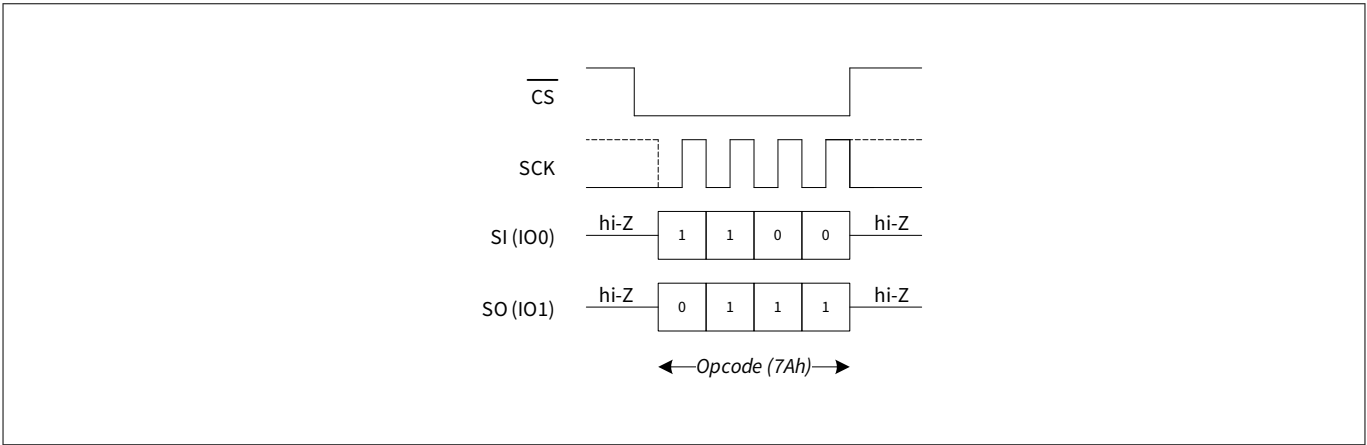 CS
SCK
SI (IO0) hi-Z 1 1 0 0 hi-Z
SO (IO1) hi-Z 0 1 1 1 hi-Z
Opcode (7Ah)